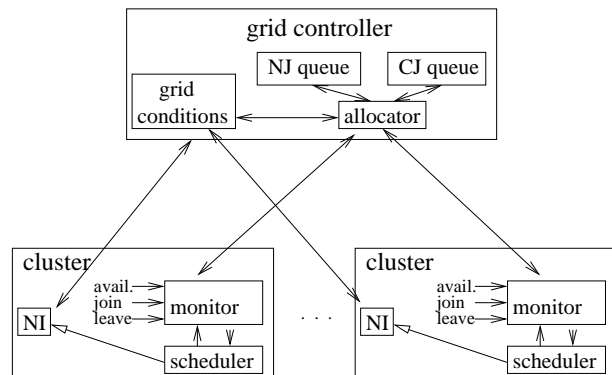 grid controller
NJ queue
CJ queue
grid
conditions
allocator
cluster
avail.
join
leave
monitor
NI
scheduler
. . .
cluster
avail.
join
leave
monitor
NI
scheduler